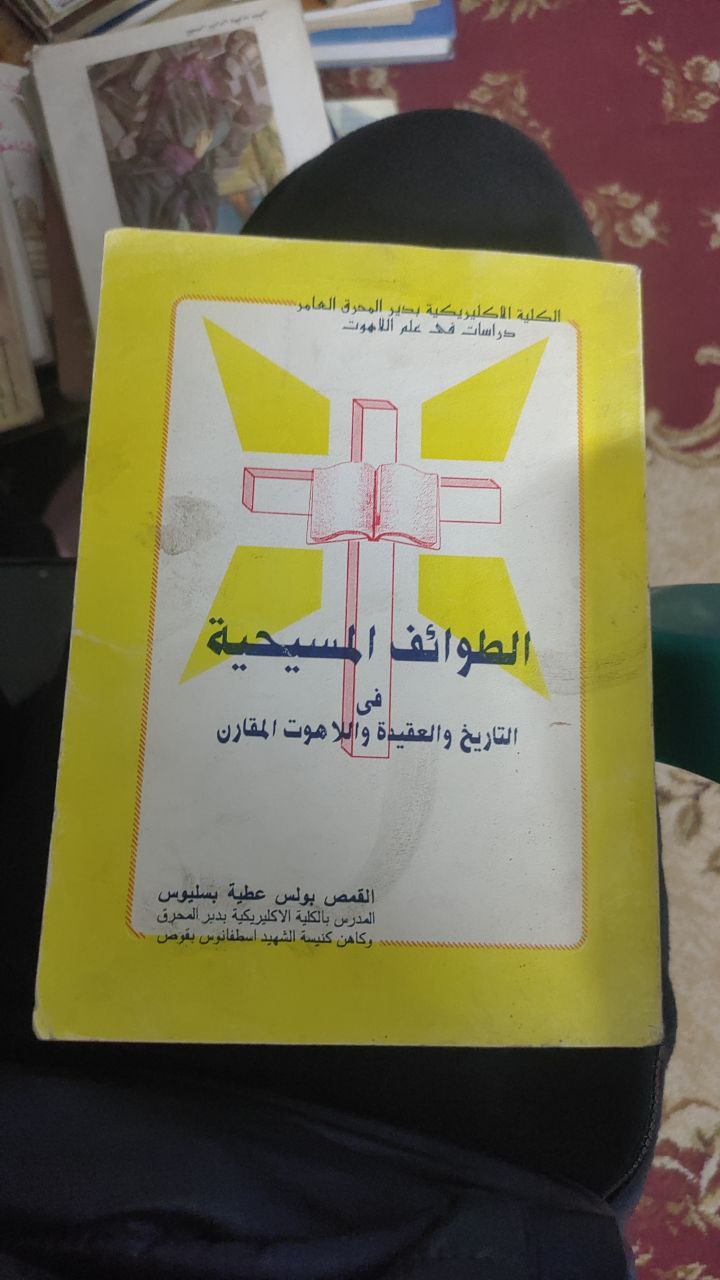 الكلية الاكليريكية بدير المحرق العامر
دراسات فى علم اللاهوت
الطوائف المسيحية
فى
التاريخ والعقيدة واللاهوت المقارن
القمص بولس عطية بسليوس
المدرس بالكلية الاكليريكية بدير المحرق
وكاهن كنيسة الشهيد اسطفانوس بقوص